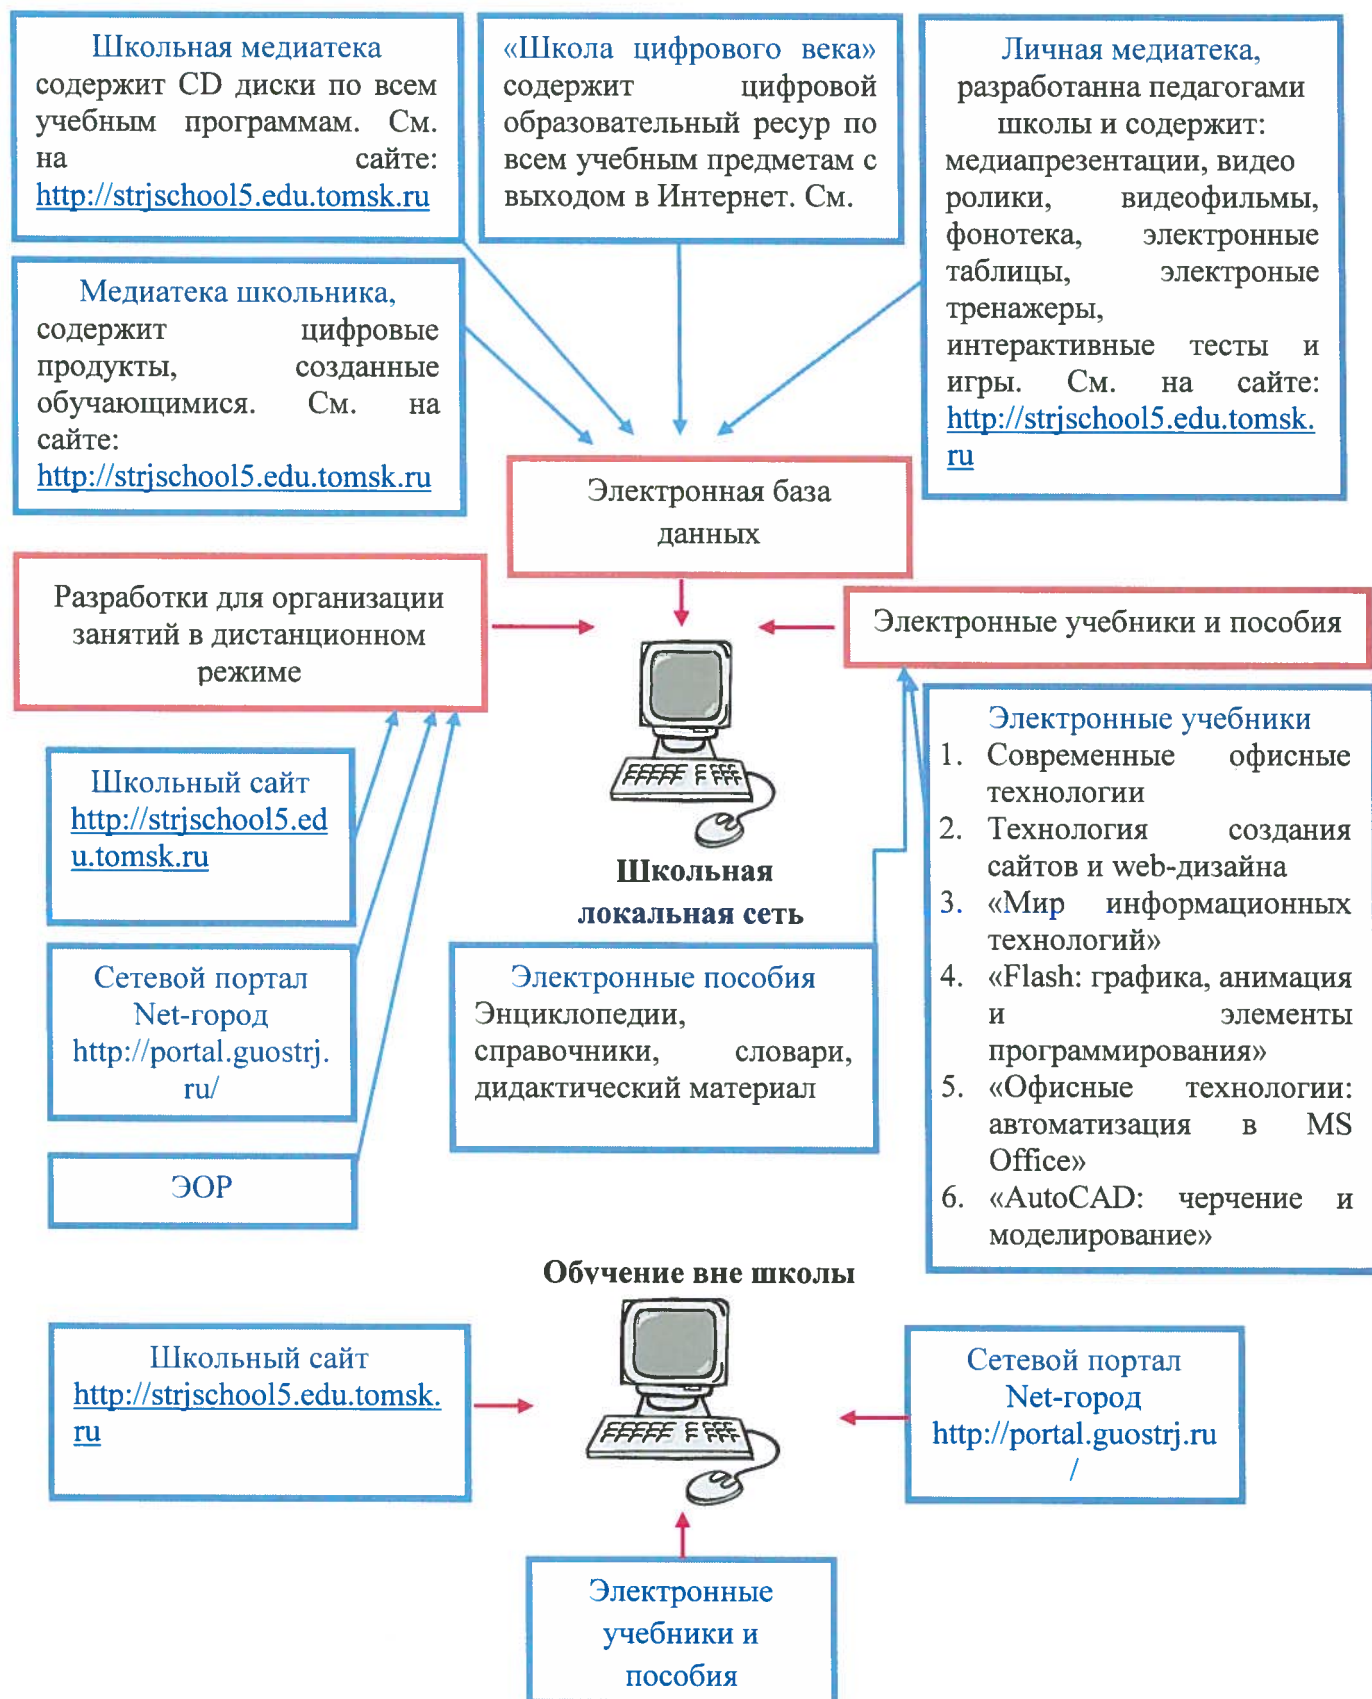 Школьная медиатека
содержит CD диски по всем
учебным программам. См.
на сайте:
http://strjschool5.edu.tomsk.ru
«Школа цифрового века»
содержит цифровой
образовательный ресур по
всем учебным предметам с
выходом в Интернет. См.
Личная медиатека,
разработанна педагогами
школы и содержит:
медиапрезентации, видео
ролики, видеофильмы,
фонотека, электронные
таблицы, электроные
тренажеры,
интерактивные тесты и
игры. См. на сайте:
http://strjschool5.edu.tomsk.
ru
Медиатека школьника,
содержит цифровые
продукты, созданные
обучающимися. См. на
сайте:
http://strjschool5.edu.tomsk.ru
Электронная база
данных
Разработки для организации
занятий в дистанционном
режиме
Электронные учебники и пособия
Школьный сайт
http://strjschool5.ed
u.tomsk.ru
Школьная
локальная сеть
Электронные учебники
1. Современные офисные
технологии
2. Технология создания
сайтов и web-дизайна
3. «Мир информационных
технологий»
4. «Flash: графика, анимация
и элементы
программирования»
5. «Офисные технологии:
автоматизация в MS
Office»
6. «AutoCAD: черчение и
моделирование»
Сетевой портал
Net-город
http://portal.guostrj.
ru/
Электронные пособия
Энциклопедии,
справочники, словари,
дидактический материал
ЭОР
Обучение вне школы
Школьный сайт
http://strjschool5.edu.tomsk.
ru
Сетевой портал
Net-город
http://portal.guostrj.ru
/
Электронные
учебники и
пособия